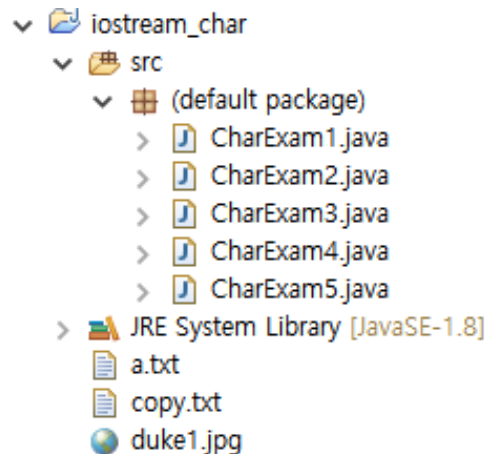 iostream_char
src
(default package)
CharExam1.java
CharExam2.java
CharExam3.java
CharExam4.java
CharExam5.java
JRE System Library [JavaSE-1.8]
a.txt
copy.txt
duke1.jpg